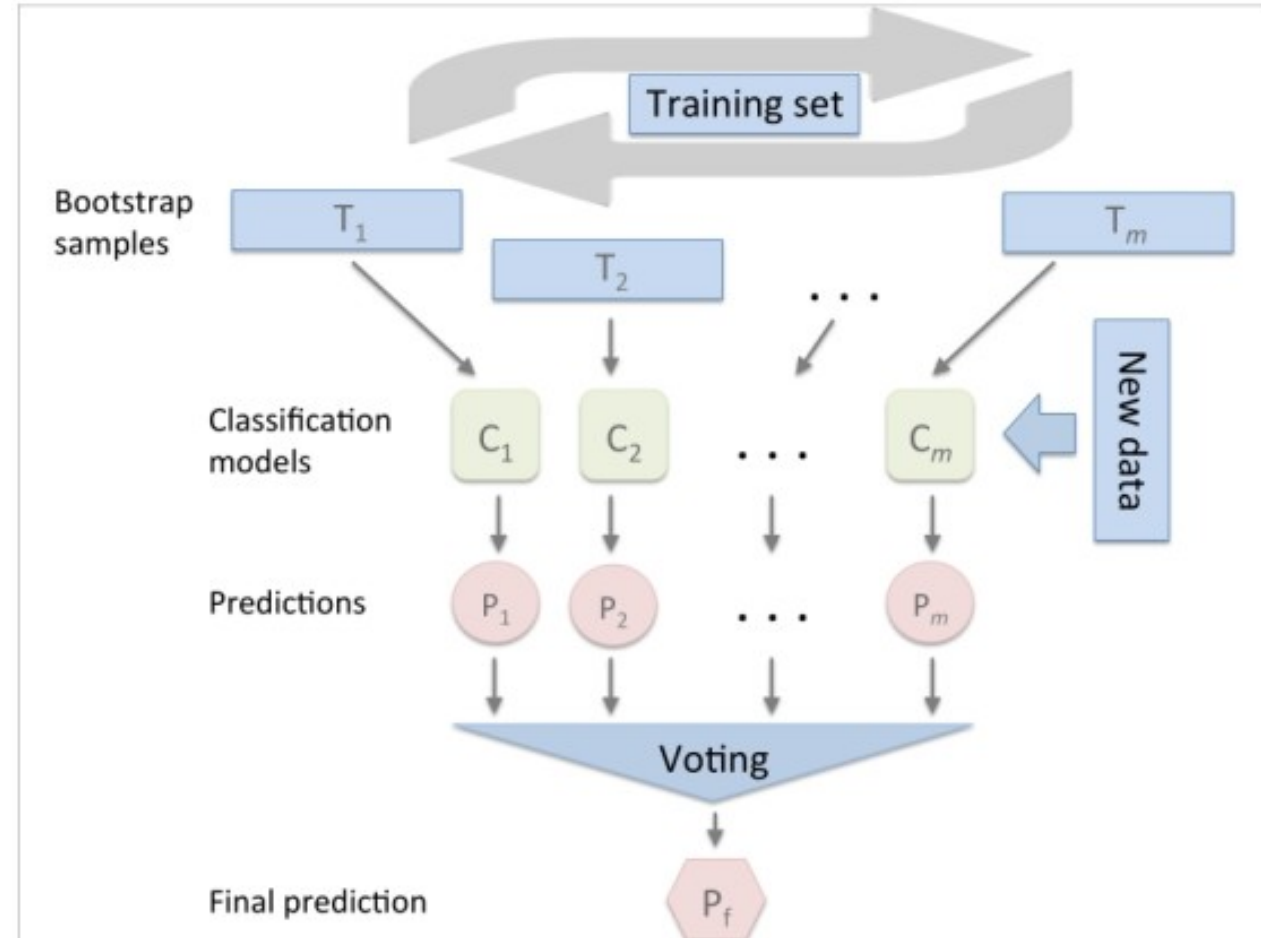 Training set
Bootstrap
samples
T1
T2
. . .
Tm
Classification
models
C1
C2
. . .
Cm
New data
Predictions
P1
P2
. . .
Pm
Voting
Final prediction
Pf